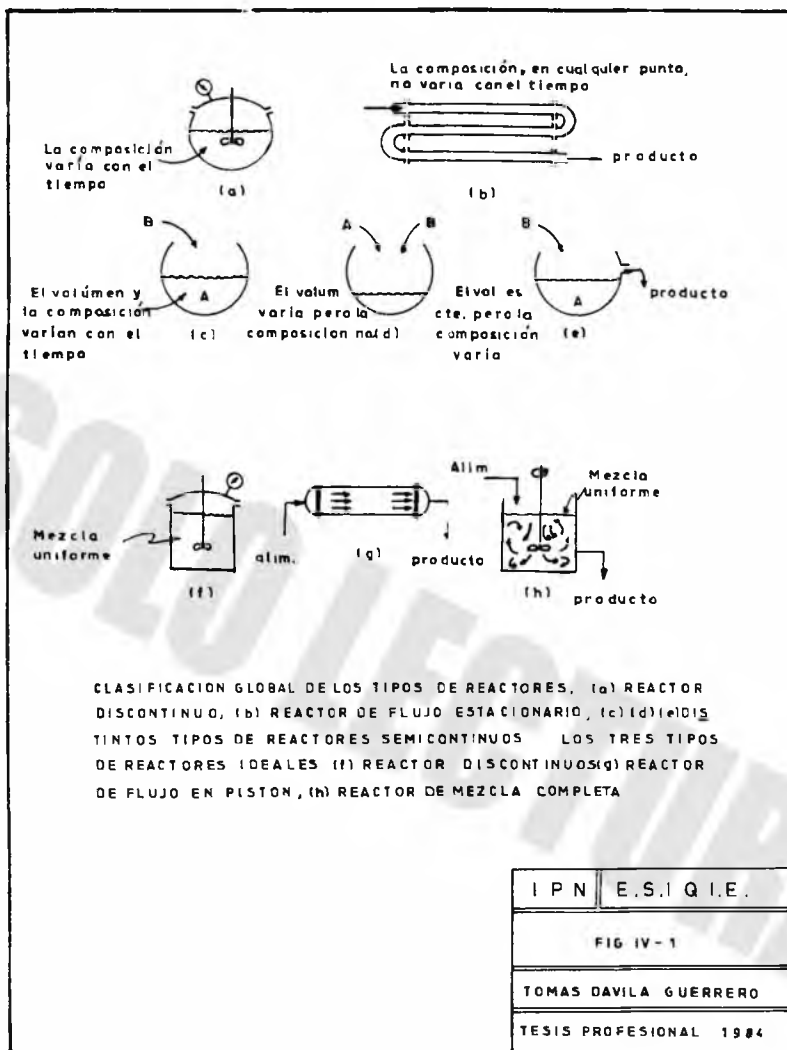 La composición, en cualquier punto,
no varia con el tiempo
La composición
varía con el
tiempo
(a)
producto
(b)
B
A
B
B
El volúmen y
la composición
varían con el
tiempo
A
(c)
El volum
varía pero la
composicion no(d)
El vol es
cte. pero la
composición
varía
A
(e)
producto
Mezcla
uniforme
(f)
alim.
(g)
producto
Alim
Mezcla
uniforme
(h)
producto
CLASIFICACION GLOBAL DE LOS TIPOS DE REACTORES, (a) REACTOR
DISCONTINUO, (b) REACTOR DE FLUJO ESTACIONARIO, (c)(d)(e)DIS
TINTOS TIPOS DE REACTORES SEMICONTINUOS LOS TRES TIPOS
DE REACTORES IDEALES (f) REACTOR DISCONTINUOS(g) REACTOR
DE FLUJO EN PISTON, (h) REACTOR DE MEZCLA COMPLETA
I P N E.S.I Q I.E.
FIG IV-1
TOMAS DAVILA GUERRERO
TESIS PROFESIONAL 1984
SOLO LECTURA